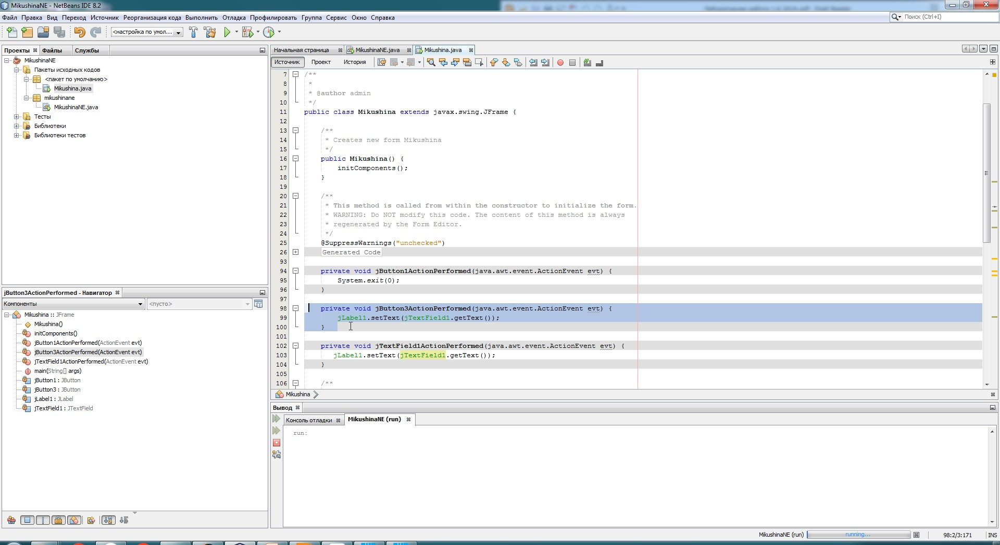 MikushinaNE - NetBeans IDE 8.2
Файл Правка Вид Переход Источник Реорганизация кода Выполнить Отладка Профилировать Группа Сервис Окно Справка
Поиск (Ctrl+I)
<настройка по умол...
Проекты Файлы Службы
MikushinaNE
Пакеты исходных кодов
<пакет по умолчанию>
Mikushina.java
mikushinane
MikushinaNE.java
Тесты
Библиотеки
Библиотеки тестов
jButton3ActionPerformed - Навигатор
Компоненты <пусто>
Mikushina :: JFrame
Mikushina()
initComponents()
jButton1ActionPerformed(ActionEvent evt)
jButton3ActionPerformed(ActionEvent evt)
jTextField1ActionPerformed(ActionEvent evt)
main(String[] args)
jButton1 : JButton
jButton3 : JButton
jLabel1 : JLabel
jTextField1 : JTextField
Начальная страница MikushinaNE.java Mikushina.java
Источник Проект История
7 /**
8 *
9 * @author admin
10 */
11 public class Mikushina extends javax.swing.JFrame {
12
13 /**
14 * Creates new form Mikushina
15 */
16 public Mikushina() {
17 initComponents();
18 }
19
20 /**
21 * This method is called from within the constructor to initialize the form.
22 * WARNING: Do NOT modify this code. The content of this method is always
23 * regenerated by the Form Editor.
24 */
25 @SuppressWarnings("unchecked")
26 Generated Code
93
94 private void jButton1ActionPerformed(java.awt.event.ActionEvent evt) {
95 System.exit(0);
96 }
97
98 private void jButton3ActionPerformed(java.awt.event.ActionEvent evt) {
99 jLabel1.setText(jTextField1.getText());
100 }
101
102 private void jTextField1ActionPerformed(java.awt.event.ActionEvent evt) {
103 jLabel1.setText(jTextField1.getText());
104 }
105
106 /**
Mikushina
Вывод
Консоль отладки MikushinaNE (run)
run:
MikushinaNE (run) running... 98:2/3:171 INS